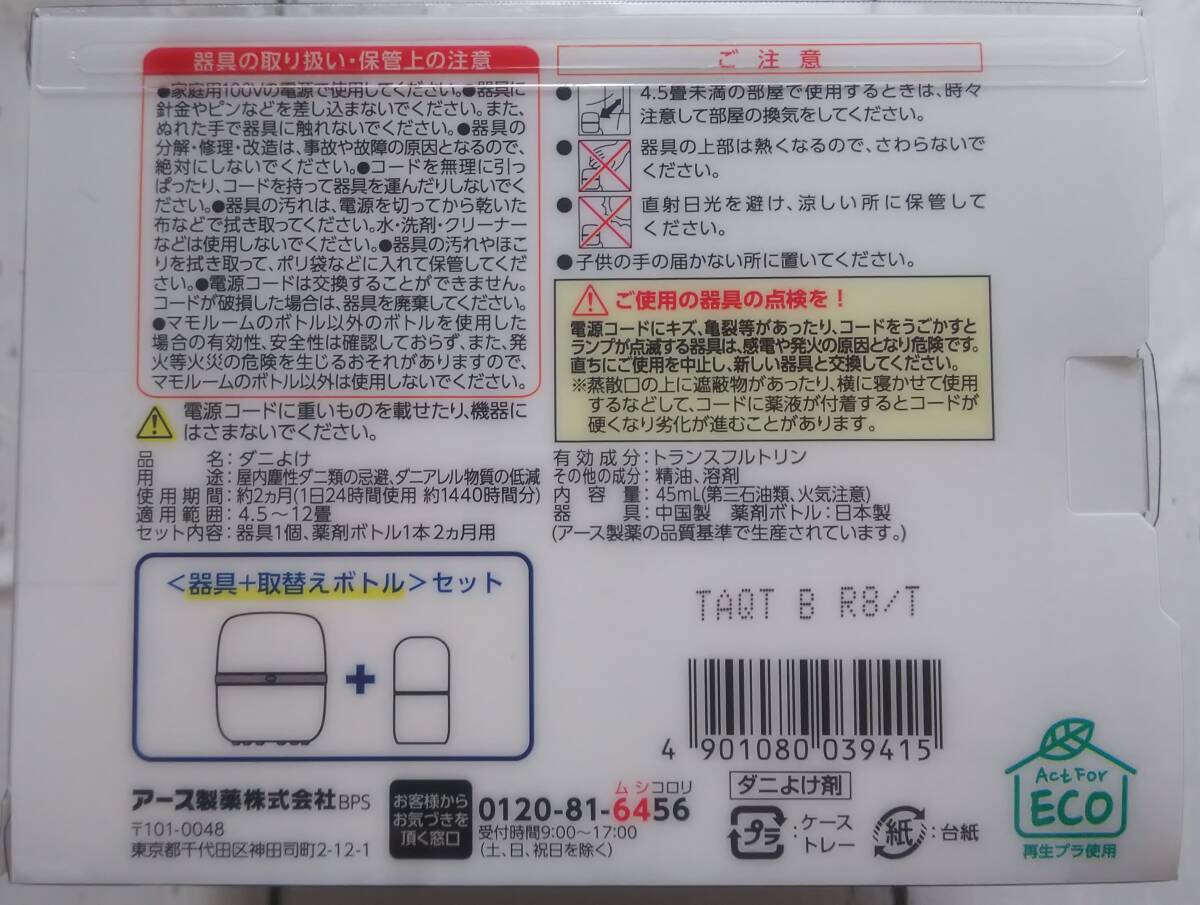 器具の取り扱い・保管上の注意
●家庭用100Vの電源で使用してください。●器具に
針金やピンなどを差し込まないでください。また、
ぬれた手で器具に触れないでください。●器具の
分解・修理・改造は、事故や故障の原因となるので、
絶対にしないでください。●コードを無理に引っ
ぱったり、コードを持って器具を運んだりしないでく
ださい。●器具の汚れは、電源を切ってから乾いた
布などで拭き取ってください。水・洗剤・クリーナー
などは使用しないでください。●器具の汚れやほこ
りを拭き取って、ポリ袋などに入れて保管してくだ
さい。●電源コードは交換することができません。
コードが破損した場合は、器具を廃棄してください。
●マモルームのボトル以外のボトルを使用した
場合の有効性、安全性は確認しておらず、また、発
火等火災の危険を生じるおそれがありますので、
マモルームのボトル以外は使用しないでください。
電源コードに重いものを載せたり、機器に
はさまないでください。
品名:ダニよけ
用途:屋内塵性ダニ類の忌避、ダニアレル物質の低減
使用期間:約2ヵ月(1日24時間使用 約1440時間分)
適用範囲:4.5～12畳
セット内容:器具1個、薬剤ボトル1本2ヵ月用
＜器具+取替えボトル＞セット
+
アース製薬株式会社 BPS
〒101-0048
東京都千代田区神田司町2-12-1
お客様から
お気づきを
頂く窓口
ムシコロリ
0120-81-6456
受付時間9:00～17:00
(土、日、祝日を除く)
ご注意
● 4.5畳未満の部屋で使用するときは、時々
注意して部屋の換気をしてください。
● 器具の上部は熱くなるので、さわらないで
ください。
● 直射日光を避け、涼しい所に保管して
ください。
●子供の手の届かない所に置いてください。
ご使用の器具の点検を！
電源コードにキズ、亀裂等があったり、コードをうごかすと
ランプが点滅する器具は、感電や発火の原因となり危険です。
直ちにご使用を中止し、新しい器具と交換してください。
※蒸散口の上に遮蔽物があったり、横に寝かせて使用
するなどして、コードに薬液が付着するとコードが
硬くなり劣化が進むことがあります。
有効成分:トランスフルトリン
その他の成分:精油、溶剤
内容量:45mL(第三石油類、火気注意)
器具:中国製 薬剤ボトル:日本製
(アース製薬の品質基準で生産されています。)
TAQT B R8/T
4 901080 039415
ダニよけ剤
プラ :ケース
トレー
紙 :台紙
Act For
ECO
再生プラ使用